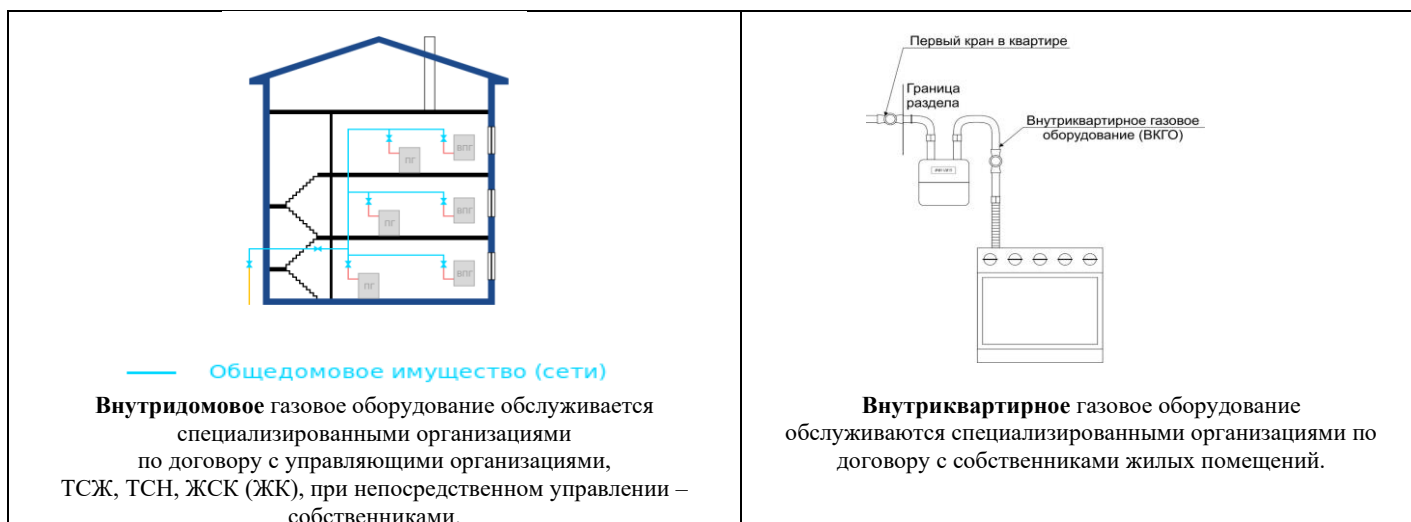 ПГ
ВПГ
ПГ
ВПГ
ПГ
ВПГ
Общедомовое имущество (сети)
Внутридомовое газовое оборудование обслуживается
специализированными организациями
по договору с управляющими организациями,
ТСЖ, ТСН, ЖСК (ЖК), при непосредственном управлении –
собственниками.
Первый кран в квартире
Граница
раздела
Внутриквартирное газовое
оборудование (ВКГО)
Внутриквартирное газовое оборудование
обслуживаются специализированными организациями по
договору с собственниками жилых помещений.